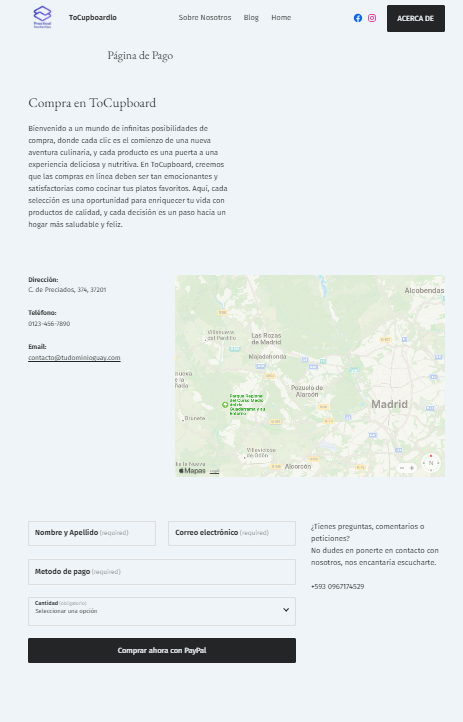 ToCupboardio
Sobre Nosotros
Blog
Home
ACERCA DE
Página de Pago
Compra en ToCupboard
Bienvenido a un mundo de infinitas posibilidades de
compra, donde cada clic es el comienzo de una nueva
aventura culinaria, y cada producto es una puerta a una
experiencia deliciosa y nutritiva. En ToCupboard, creemos
que las compras en línea deben ser tan emocionantes y
satisfactorias como cocinar tus platos favoritos. Aquí, cada
selección es una oportunidad para enriquecer tu vida con
productos de calidad, y cada decisión es un paso hacia un
hogar más saludable y feliz.
Dirección:
C. de Preciados, 374, 37201
Teléfono:
0123-456-7890
Email:
contacto@tudominioguay.com
Alcobendas
Villanueva
del Pardillo
Las Rozas
de Madrid
Majadahonda
Pozuelo de
Alarcón
Parque Regional
del Curso Medio
del río
Guadarrama y su
Entorno
Madrid
Brunete
Villaviciosa
de Odón
Alcorcón
Mapas
Legal
N
Nombre y Apellido (required)
Correo electrónico (required)
Metodo de pago (required)
Cantidad (obligatorio)
Seleccionar una opción
Comprar ahora con PayPal
¿Tienes preguntas, comentarios o
peticiones?
No dudes en ponerte en contacto con
nosotros, nos encantaría escucharte.
+593 0967174529